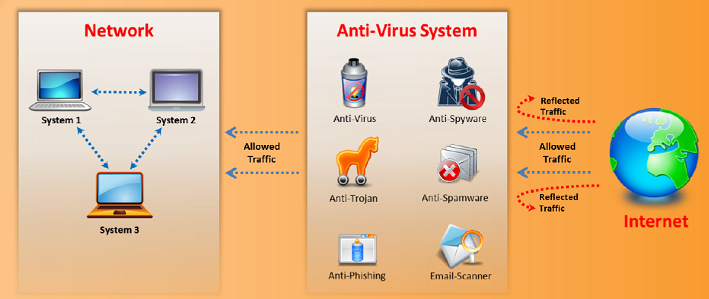 Network
System 1
System 2
System 3
Allowed
Traffic
Anti-Virus System
Anti-Virus
Anti-Spyware
Anti-Trojan
Anti-Spamware
Anti-Phishing
Email-Scanner
Reflected
Traffic
Allowed
Traffic
Reflected
Traffic
Internet